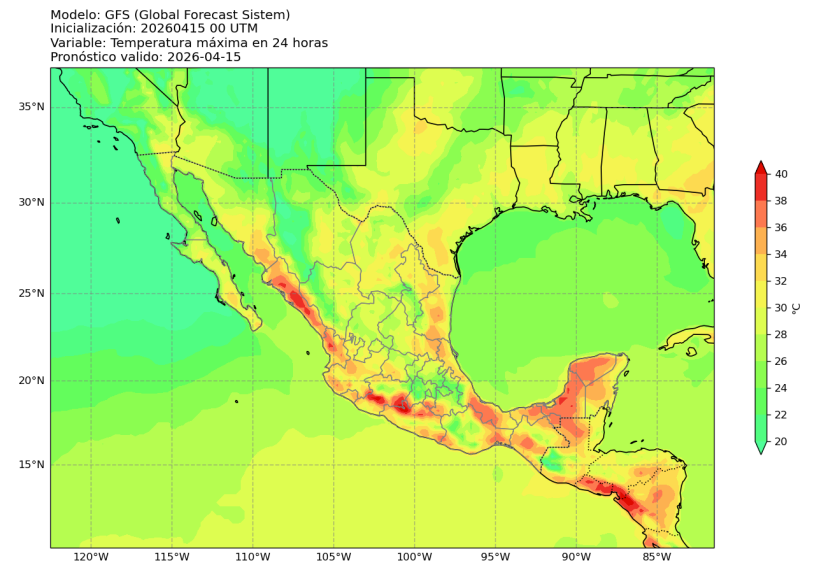 Modelo: GFS (Global Forecast Sistem)
Inicialización: 20260415 00 UTM
Variable: Temperatura máxima en 24 horas
Pronóstico valido: 2026-04-15
35°N
30°N
25°N
20°N
15°N
120°W 115°W 110°W 105°W 100°W 95°W 90°W 85°W
40
38
36
34
32
30
28
26
24
22
20
°C